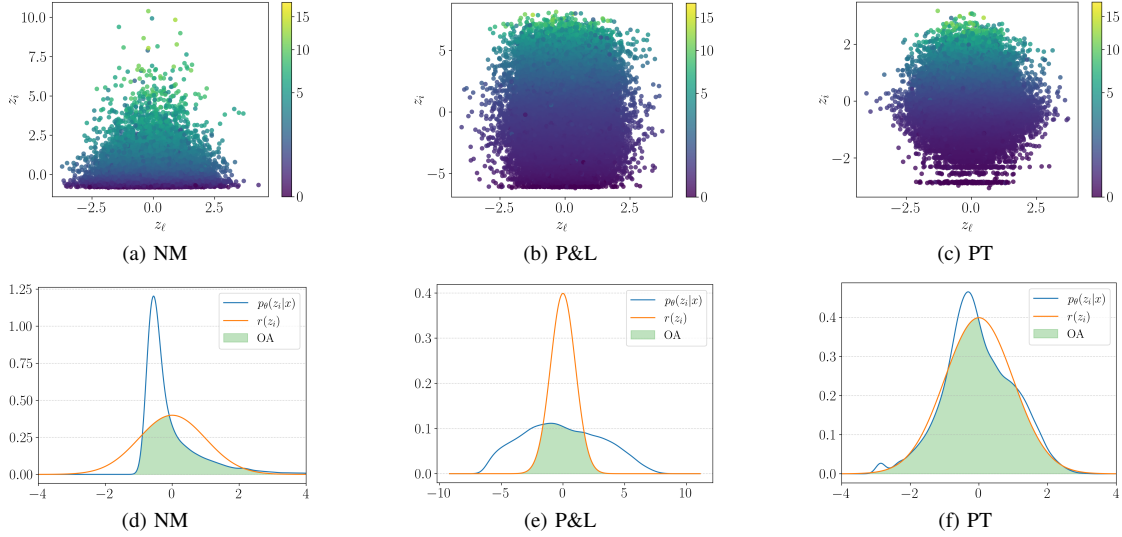 10.0
7.5
5.0
2.5
0.0
z_i
−2.5 0.0 2.5
z_ℓ
15
10
5
0
(a) NM
5
0
−5
z_i
−2.5 0.0 2.5
z_ℓ
15
10
5
0
(b) P&L
2
0
−2
z_i
−2.5 0.0 2.5
z_ℓ
15
10
5
0
(c) PT
1.25
1.00
0.75
0.50
0.25
0.00
−4 −2 0 2 4
p_θ(z_i|x)
r(z_i)
OA
(d) NM
0.4
0.3
0.2
0.1
0.0
−10 −5 0 5 10
p_θ(z_i|x)
r(z_i)
OA
(e) P&L
0.4
0.3
0.2
0.1
0.0
−4 −2 0 2 4
p_θ(z_i|x)
r(z_i)
OA
(f) PT